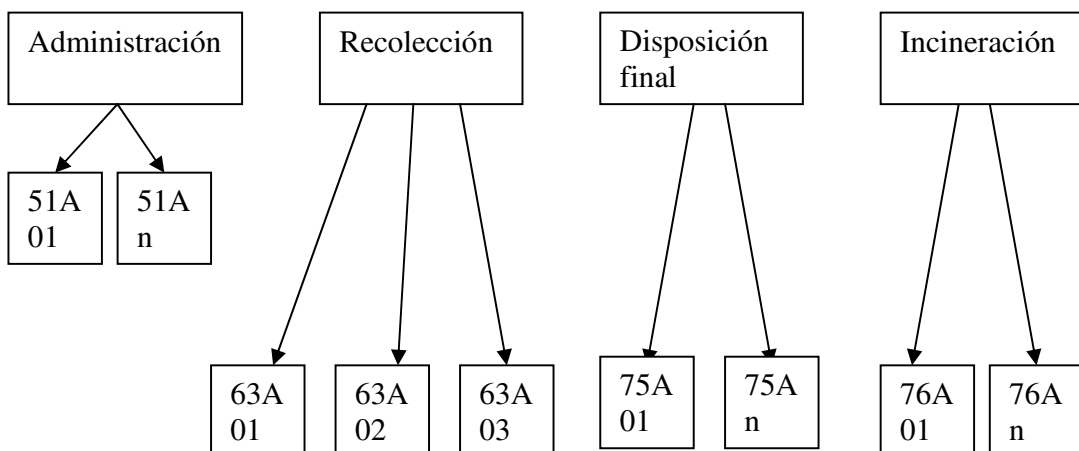 Administración
Recolección
Disposición
final
Incineración
51A
01
51A
n
63A
01
63A
02
63A
03
75A
01
75A
n
76A
01
76A
n